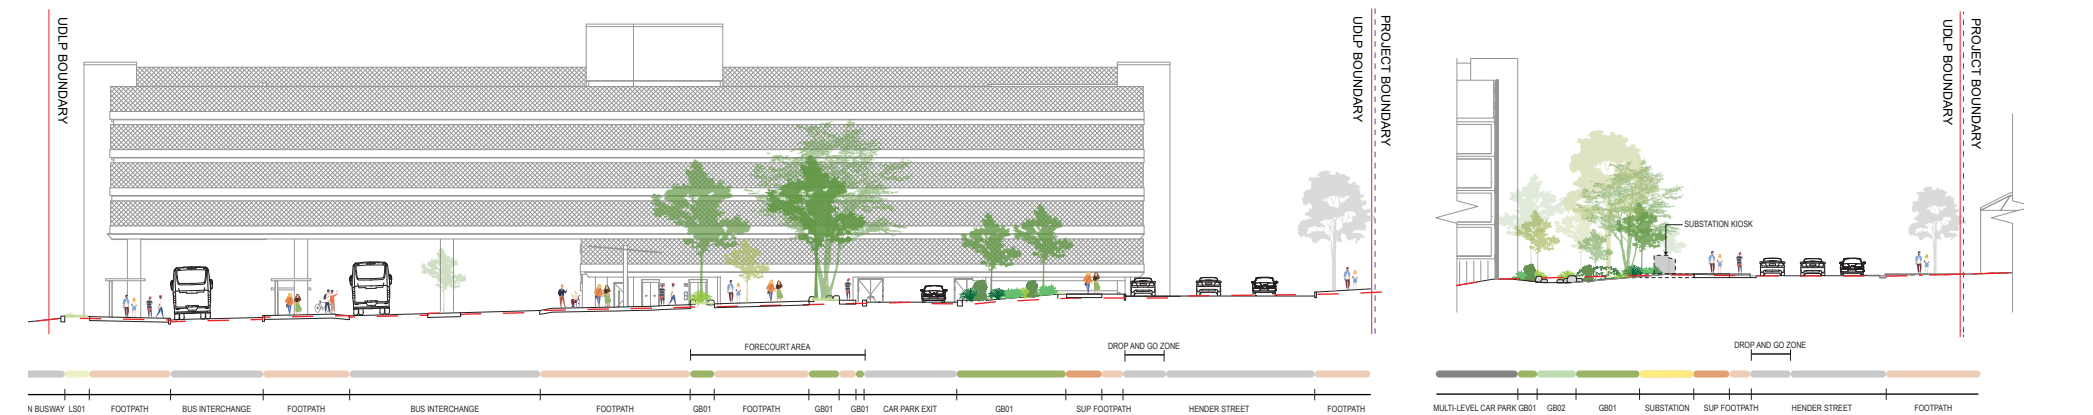 UDLP BOUNDARY
UDLP BOUNDARY
PROJECT BOUNDARY
FORECOURT AREA
DROP AND GO ZONE
N BUSWAY
LS01
FOOTPATH
BUS INTERCHANGE
FOOTPATH
BUS INTERCHANGE
FOOTPATH
GB01
FOOTPATH
GB01
GB01
CAR PARK EXIT
GB01
SUP
FOOTPATH
HENDER STREET
FOOTPATH
UDLP BOUNDARY
PROJECT BOUNDARY
SUBSTATION KIOSK
DROP AND GO ZONE
MULTI-LEVEL CAR PARK
GB01
GB02
GB01
SUBSTATION
SUP
FOOTPATH
HENDER STREET
FOOTPATH